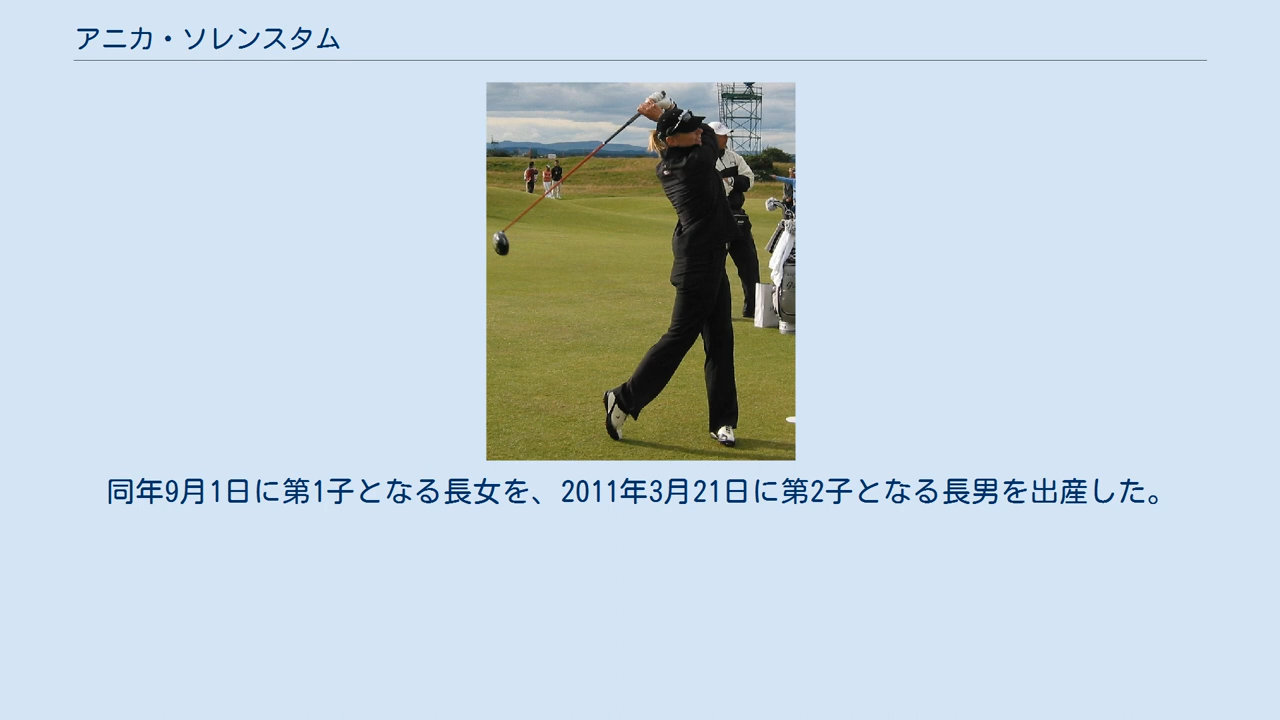 アニカ・ソレンスタム
同年9月1日に第1子となる長女を、2011年3月21日に第2子となる長男を出産した。